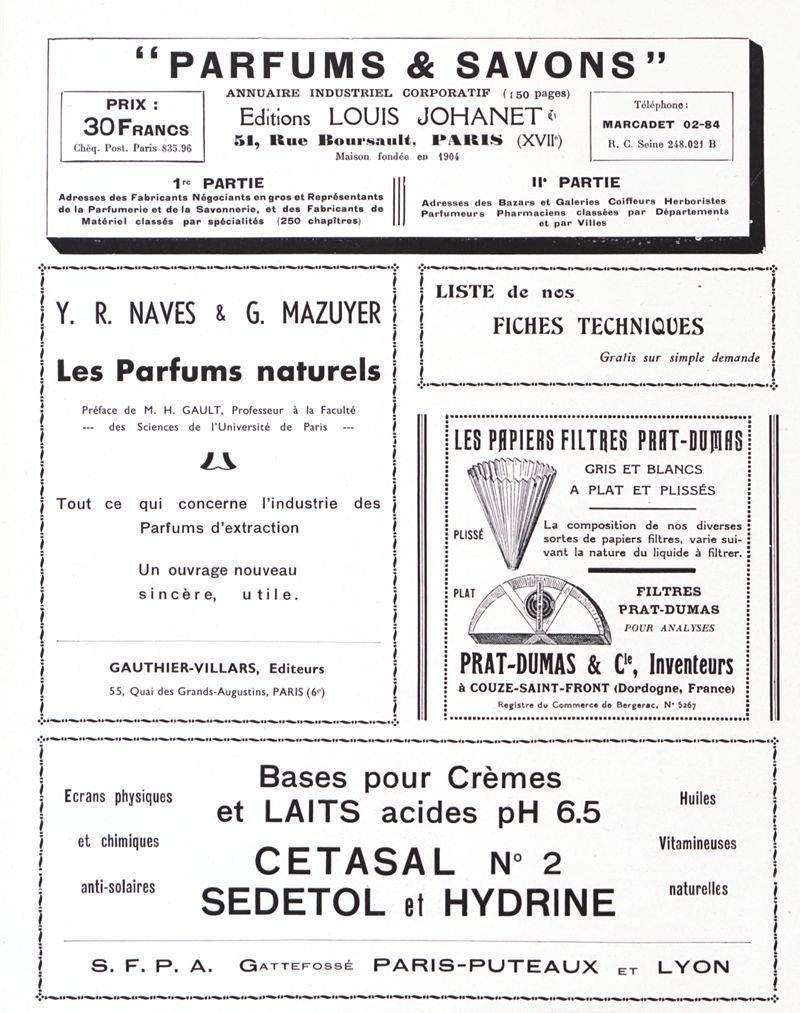 “PARFUMS & SAVONS”
ANNUAIRE INDUSTRIEL CORPORATIF (150 pages)
PRIX :
30 FRANCS
Chèq. Post. Paris 835.96
Editions LOUIS JOHANET
51, Rue Boursault, PARIS (XVIIe)
Maison fondée en 1904
Téléphone :
MARCADET 02-84
R. C. Seine 248.021 B
1re PARTIE
Adresses des Fabricants Négociants en gros et Représentants
de la Parfumerie et de la Savonnerie, et des Fabricants de
Matériel classés par spécialités (250 chapitres)
IIe PARTIE
Adresses des Bazars et Galeries Coiffeurs Herboristes
Parfumeurs Pharmaciens classées par Départements
et par Villes
Y. R. NAVES & G. MAZUYER
Les Parfums naturels
Préface de M. H. GAULT, Professeur à la Faculté
--- des Sciences de l'Université de Paris ---
Tout ce qui concerne l'industrie des
Parfums d'extraction
Un ouvrage nouveau
sincère, utile.
GAUTHIER-VILLARS, Editeurs
55, Quai des Grands-Augustins, PARIS (6e)
LISTE de nos
FICHES TECHNIQUES
Gratis sur simple demande
LES PAPIERS FILTRES PRAT-DUMAS
GRIS ET BLANCS
A PLAT ET PLISSÉS
PLISSÉ
La composition de nos diverses
sortes de papiers filtres, varie sui-
vant la nature du liquide à filtrer.
PLAT
FILTRES
PRAT-DUMAS
POUR ANALYSES
PRAT-DUMAS & Cie, Inventeurs
à COUZE-SAINT-FRONT (Dordogne, France)
Registre du Commerce de Bergerac, N° 5267
Ecrans physiques
et chimiques
anti-solaires
Bases pour Crèmes
et LAITS acides pH 6.5
CETASAL N° 2
SEDETOL et HYDRINE
Huiles
Vitamineuses
naturelles
S. F. P. A. GATTEFOSSÉ PARIS-PUTEAUX ET LYON